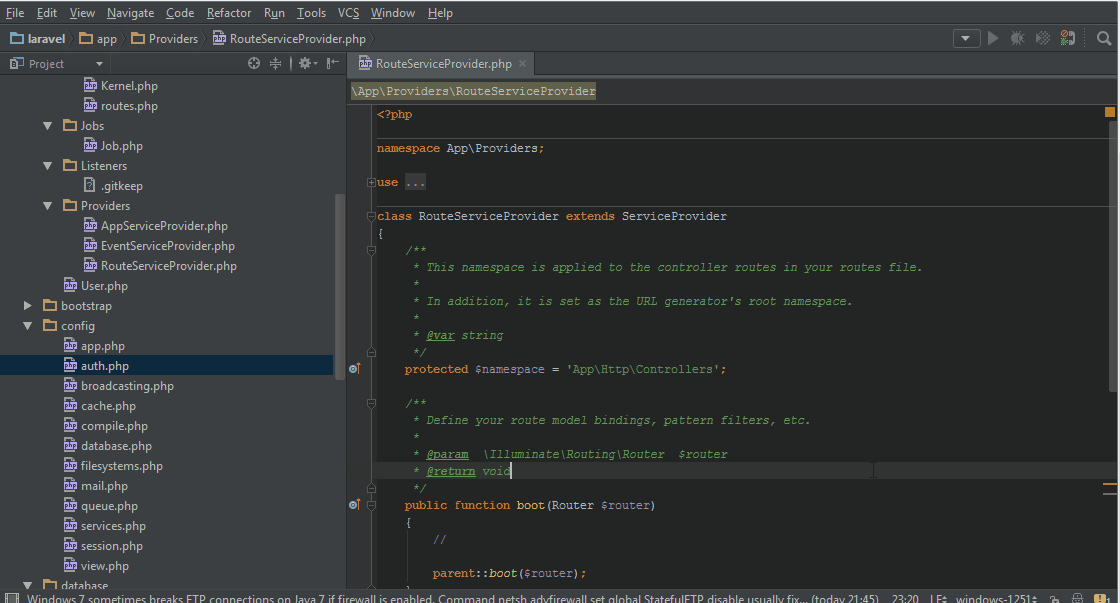 File Edit View Navigate Code Refactor Run Tools VCS Window Help
laravel app Providers RouteServiceProvider.php
Project
RouteServiceProvider.php
Kernel.php
routes.php
Jobs
Job.php
Listeners
.gitkeep
Providers
AppServiceProvider.php
EventServiceProvider.php
RouteServiceProvider.php
User.php
bootstrap
config
app.php
auth.php
broadcasting.php
cache.php
compile.php
database.php
filesystems.php
mail.php
queue.php
services.php
session.php
view.php
database
\App\Providers\RouteServiceProvider
<?php
namespace App\Providers;
use ...
class RouteServiceProvider extends ServiceProvider
{
/**
* This namespace is applied to the controller routes in your routes file.
*
* In addition, it is set as the URL generator's root namespace.
*
* @var string
*/
protected $namespace = 'App\Http\Controllers';
/**
* Define your route model bindings, pattern filters, etc.
*
* @param \Illuminate\Routing\Router $router
* @return void
*/
public function boot(Router $router)
{
//
parent::boot($router);
Windows 7 sometimes breaks FTP connections on Java 7 if firewall is enabled. Command netsh advfirewall set global StatefulFTP disable usually fix... (today 21:45) 23:20 LF windows-1251